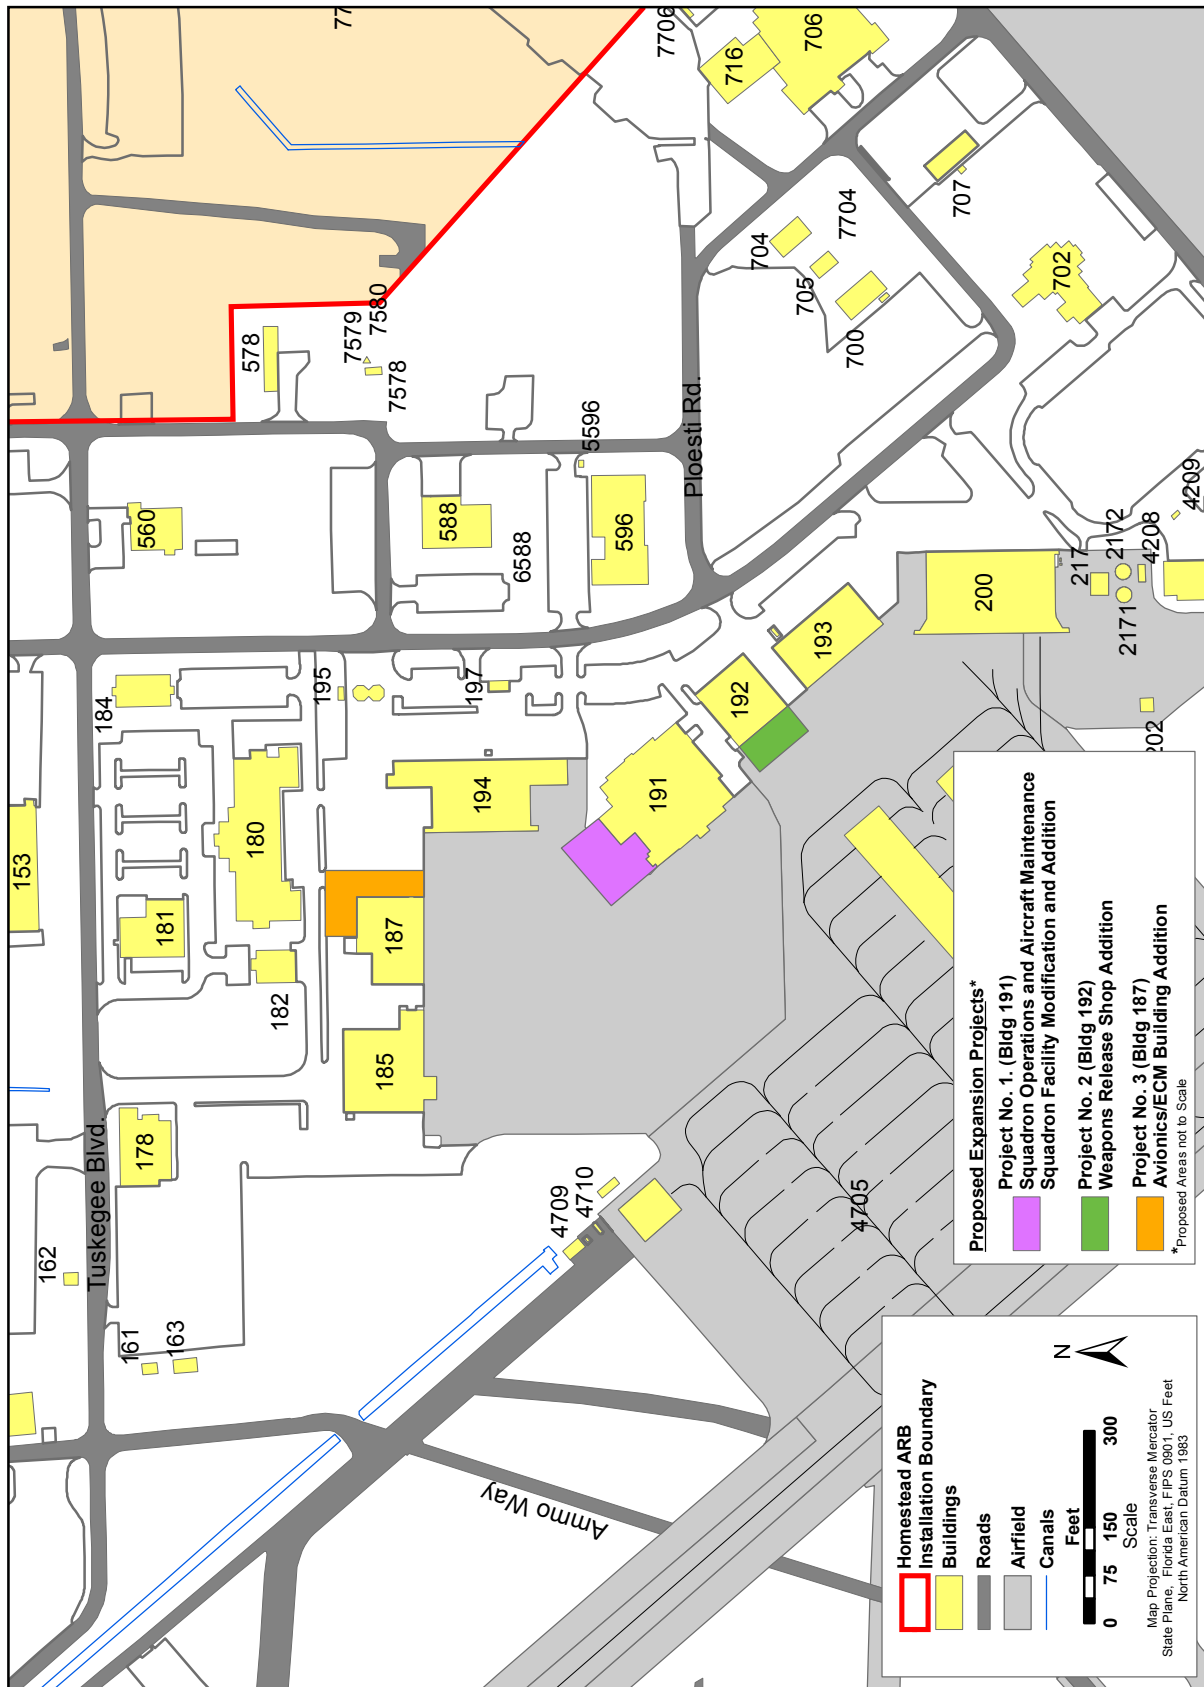 153
162
Tuskegee Blvd.
161
163
178
181
184
182
180
185
187
194
195
197
191
192
193
560
588
6588
596
5596
578
7579
7580
7578
Ploesti Rd.
77
7706
716
706
704
705
7704
700
707
702
200
217
2172
2171
4208
4209
202
4709
4710
4705
Ammo Way
Homestead ARB
Installation Boundary
Buildings
Roads
Airfield
Canals
Feet
0 75 150 300
Scale
N
Map Projection: Transverse Mercator
State Plane, Florida East, FIPS 0901, US Feet
North American Datum 1983
Proposed Expansion Projects*
Project No. 1. (Bldg 191)
Squadron Operations and Aircraft Maintenance
Squadron Facility Modification and Addition
Project No. 2 (Bldg 192)
Weapons Release Shop Addition
Project No. 3 (Bldg 187)
Avionics/ECM Building Addition
*Proposed Areas not to Scale